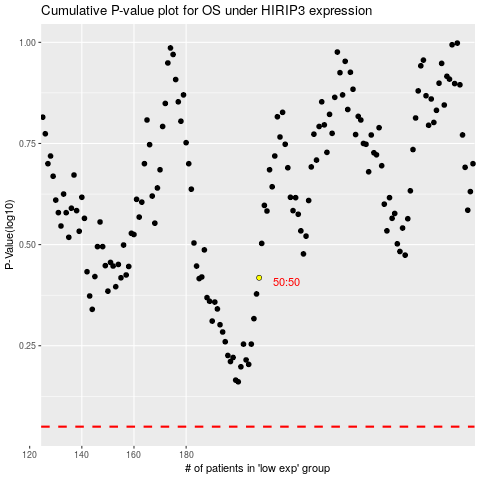 Cumulative P-value plot for OS under HIRIP3 expression
P-Value(log10)
1.00
0.75
0.50
0.25
50:50
120 140 160 180
# of patients in 'low exp' group